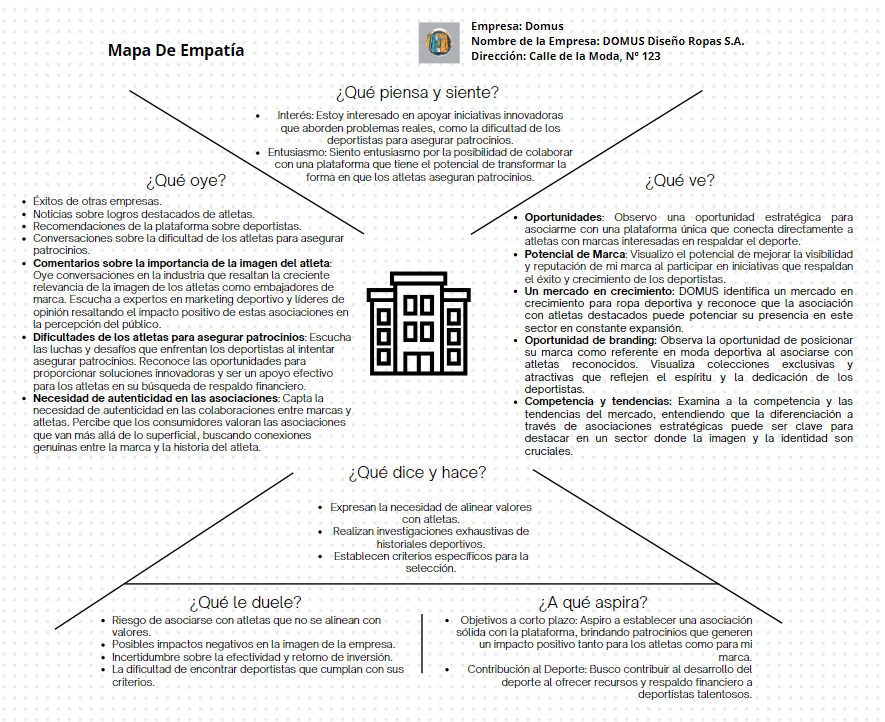 Mapa De Empatía
Empresa: Domus
Nombre de la Empresa: DOMUS Diseño Ropas S.A.
Dirección: Calle de la Moda, N° 123
¿Qué piensa y siente?
• Interés: Estoy interesado en apoyar iniciativas innovadoras
que aborden problemas reales, como la dificultad de los
deportistas para asegurar patrocinios.
• Entusiasmo: Siento entusiasmo por la posibilidad de colaborar
con una plataforma que tiene el potencial de transformar la
forma en que los atletas aseguran patrocinios.
¿Qué oye?
• Éxitos de otras empresas.
• Noticias sobre logros destacados de atletas.
• Recomendaciones de la plataforma sobre deportistas.
• Conversaciones sobre la dificultad de los atletas para asegurar
patrocinios.
• Comentarios sobre la importancia de la imagen del atleta:
Oye conversaciones en la industria que resaltan la creciente
relevancia de la imagen de los atletas como embajadores de
marca. Escucha a expertos en marketing deportivo y líderes de
opinión resaltando el impacto positivo de estas asociaciones en
la percepción del público.
• Dificultades de los atletas para asegurar patrocinios: Escucha
las luchas y desafíos que enfrentan los deportistas al intentar
asegurar patrocinios. Reconoce las oportunidades para
proporcionar soluciones innovadoras y ser un apoyo efectivo
para los atletas en su búsqueda de respaldo financiero.
• Necesidad de autenticidad en las asociaciones: Capta la
necesidad de autenticidad en las colaboraciones entre marcas y
atletas. Percibe que los consumidores valoran las asociaciones
que van más allá de lo superficial, buscando conexiones
genuinas entre la marca y la historia del atleta.
¿Qué ve?
• Oportunidades: Observo una oportunidad estratégica para
asociarme con una plataforma única que conecta directamente a
atletas con marcas interesadas en respaldar el deporte.
• Potencial de Marca: Visualizo el potencial de mejorar la visibilidad
y reputación de mi marca al participar en iniciativas que respaldan
el éxito y crecimiento de los deportistas.
• Un mercado en crecimiento: DOMUS identifica un mercado en
crecimiento para ropa deportiva y reconoce que la asociación
con atletas destacados puede potenciar su presencia en este
sector en constante expansión.
• Oportunidad de branding: Observa la oportunidad de posicionar
su marca como referente en moda deportiva al asociarse con
atletas reconocidos. Visualiza colecciones exclusivas y
atractivas que reflejen el espíritu y la dedicación de los
deportistas.
• Competencia y tendencias: Examina a la competencia y las
tendencias del mercado, entendiendo que la diferenciación a
través de asociaciones estratégicas puede ser clave para
destacar en un sector donde la imagen y la identidad son
cruciales.
¿Qué dice y hace?
• Expresan la necesidad de alinear valores
con atletas.
• Realizan investigaciones exhaustivas de
historiales deportivos.
• Establecen criterios específicos para la
selección.
¿Qué le duele?
• Riesgo de asociarse con atletas que no se alinean con
valores.
• Posibles impactos negativos en la imagen de la empresa.
• Incertidumbre sobre la efectividad y retorno de inversión.
• La dificultad de encontrar deportistas que cumplan con sus
criterios.
¿A qué aspira?
• Objetivos a corto plazo: Aspiro a establecer una asociación
sólida con la plataforma, brindando patrocinios que generen
un impacto positivo tanto para los atletas como para mi
marca.
• Contribución al Deporte: Busco contribuir al desarrollo del
deporte al ofrecer recursos y respaldo financiero a
deportistas talentosos.